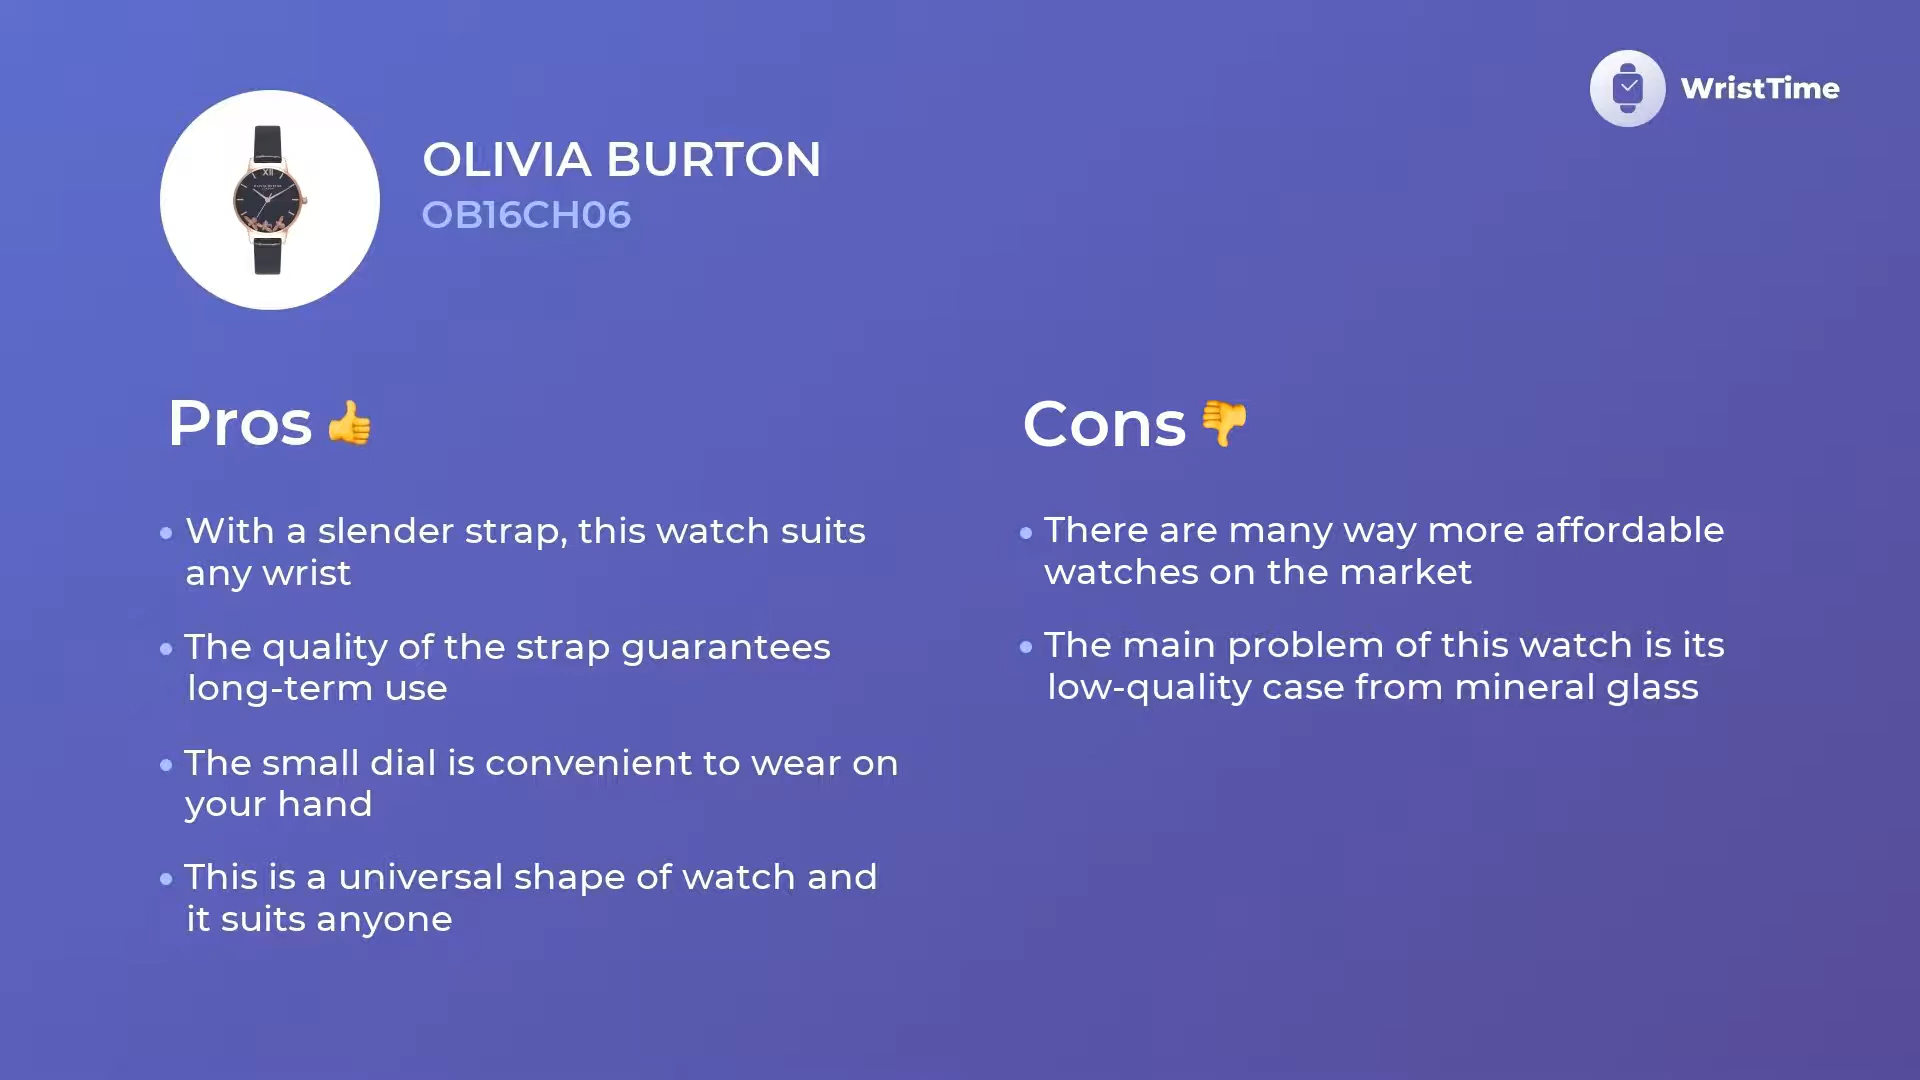 WristTime
OLIVIA BURTON
OB16CH06
Pros
With a slender strap, this watch suits
any wrist
The quality of the strap guarantees
long-term use
The small dial is convenient to wear on
your hand
This is a universal shape of watch and
it suits anyone
Cons
There are many way more affordable
watches on the market
The main problem of this watch is its
low-quality case from mineral glass
XII
OLIVIA BURTON